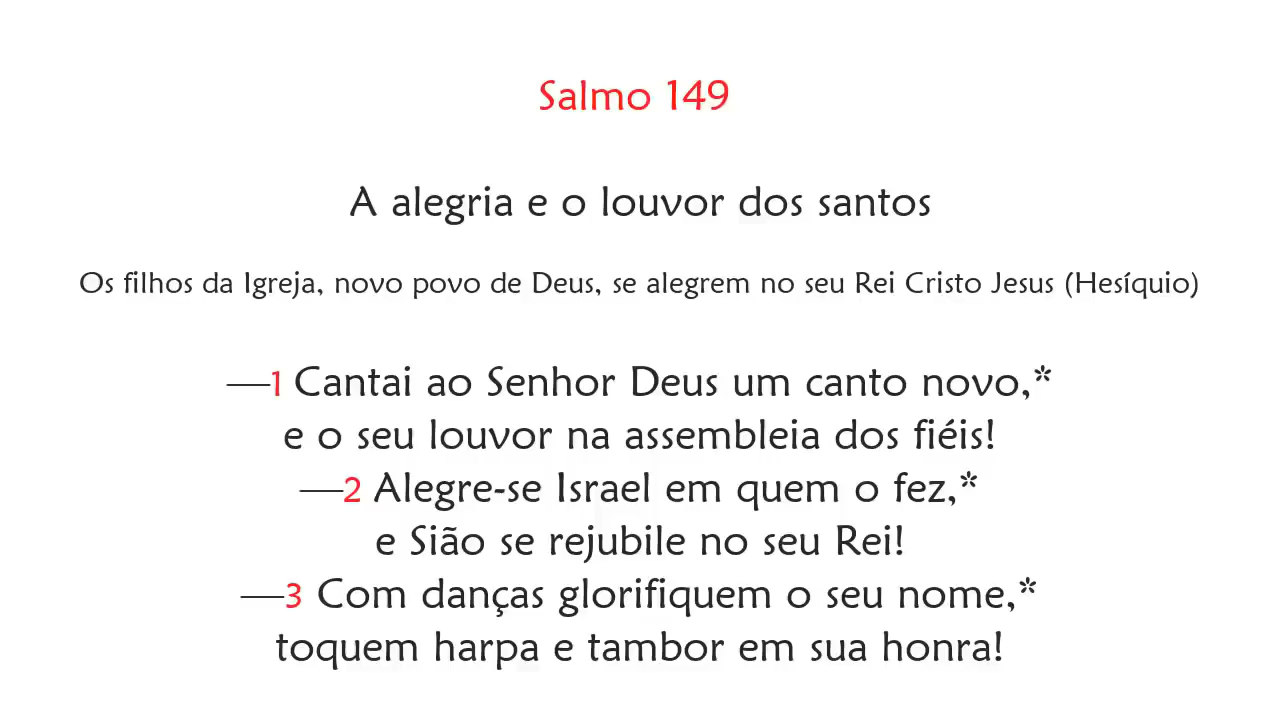 Salmo 149
A alegria e o louvor dos santos
Os filhos da Igreja, novo povo de Deus, se alegrem no seu Rei Cristo Jesus (Hesíquio)
—1 Cantai ao Senhor Deus um canto novo,*
e o seu louvor na assembleia dos fiéis!
—2 Alegre-se Israel em quem o fez,*
e Sião se rejubile no seu Rei!
—3 Com danças glorifiquem o seu nome,*
toquem harpa e tambor em sua honra!